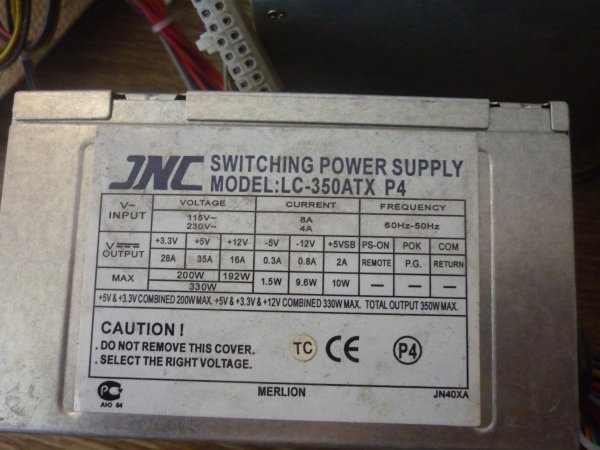 JNC SWITCHING POWER SUPPLY
MODEL:LC-350ATX P4
V~ INPUT VOLTAGE CURRENT FREQUENCY
115V~ 8A 60Hz-50Hz
230V~ 4A
V OUTPUT +3.3V +5V +12V -5V -12V +5VSB PS-ON POK COM
28A 35A 16A 0.3A 0.8A 2A REMOTE P.G. RETURN
MAX 200W 192W 1.5W 9.6W 10W — — —
330W
+5V & +3.3V COMBINED 200W MAX. +5V & +3.3V & +12V COMBINED 330W MAX. TOTAL OUTPUT 350W MAX.
CAUTION !
. DO NOT REMOVE THIS COVER.
. SELECT THE RIGHT VOLTAGE.
TC CE P4
MERLION JN40XA